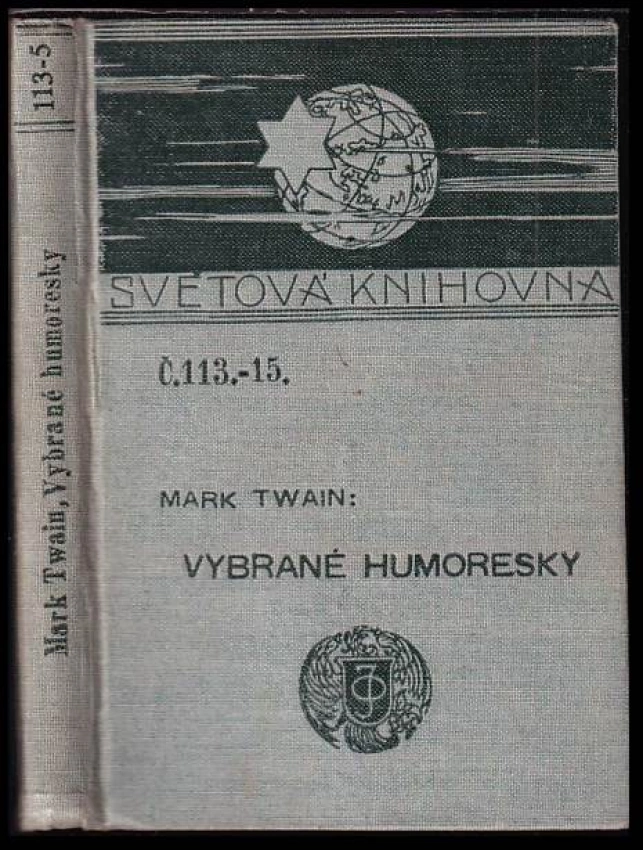 113-5
Mark Twain, Vybrané humoresky
SVĚTOVÁ KNIHOVNA
Č.113.-15.
MARK TWAIN:
VYBRANÉ HUMORESKY